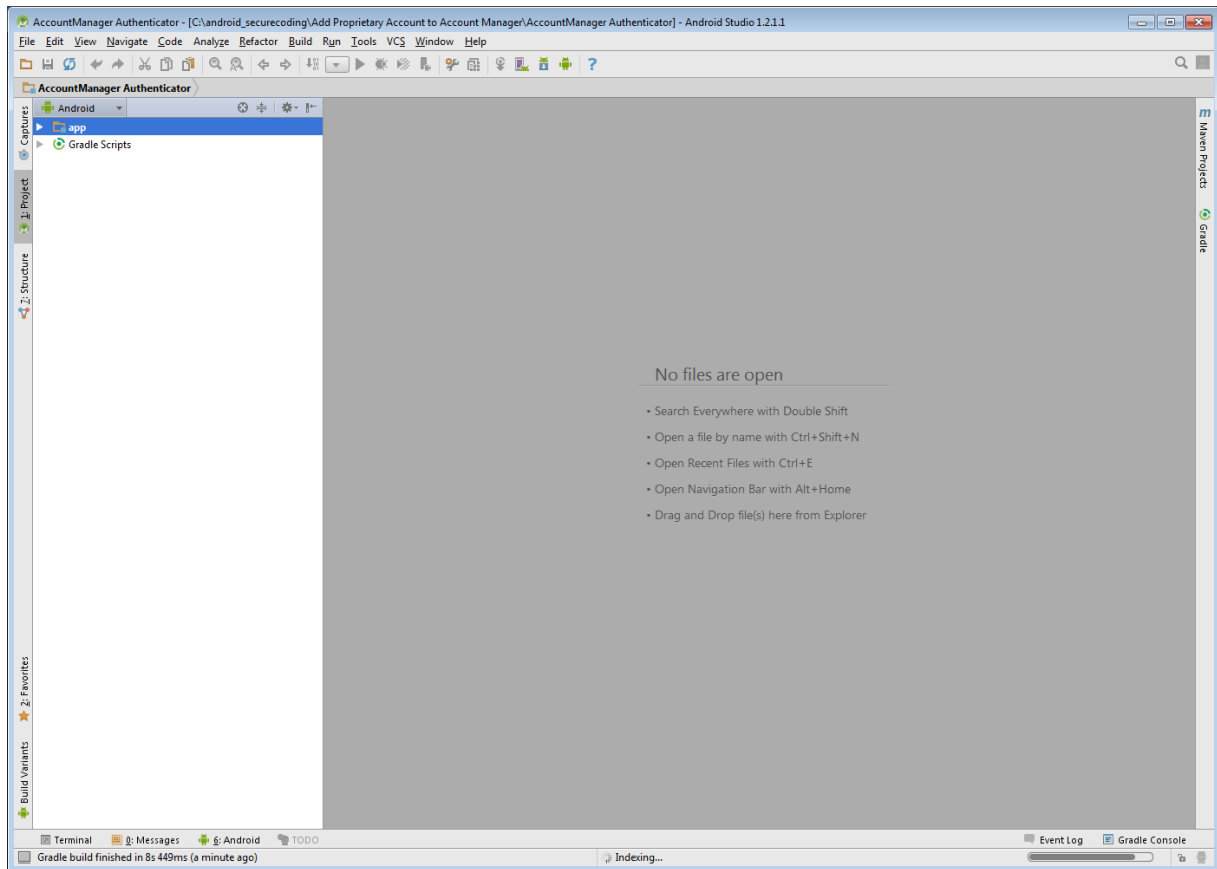 AccountManager Authenticator - [C:\android_securecoding\Add Proprietary Account to Account Manager\AccountManager Authenticator] - Android Studio 1.2.1.1
File Edit View Navigate Code Analyze Refactor Build Run Tools VCS Window Help
AccountManager Authenticator
Android
app
Gradle Scripts
Captures
1: Project
7: Structure
2: Favorites
Build Variants
No files are open
• Search Everywhere with Double Shift
• Open a file by name with Ctrl+Shift+N
• Open Recent Files with Ctrl+E
• Open Navigation Bar with Alt+Home
• Drag and Drop file(s) here from Explorer
Maven Projects
Gradle
Terminal 0: Messages 6: Android TODO Event Log Gradle Console
Gradle build finished in 8s 449ms (a minute ago) Indexing...